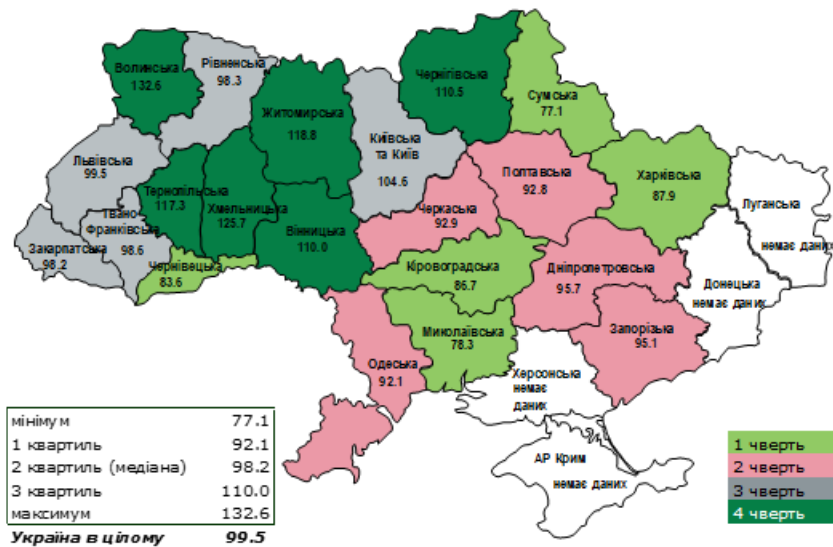 Волинська
132.6
Рівненська
98.3
Житомирська
118.8
Київська
та Київ
104.6
Чернігівська
110.5
Сумська
77.1
Львівська
99.5
Тернопільська
117.3
Хмельницька
125.7
Вінницька
110.0
Черкаська
92.9
Полтавська
92.8
Харківська
87.9
Луганська
немає даних
Івано-
Франківська
98.6
Закарпатська
98.2
Чернівецька
83.6
Кіровоградська
86.7
Дніпропетровська
95.7
Донецька
немає даних
Миколаївська
78.3
Запорізька
95.1
Одеська
92.1
Херсонська
немає
даних
АР Крим
немає даних
мінімум 77.1
1 квартиль 92.1
2 квартиль (медіана) 98.2
3 квартиль 110.0
максимум 132.6
Україна в цілому 99.5
1 чверть
2 чверть
3 чверть
4 чверть